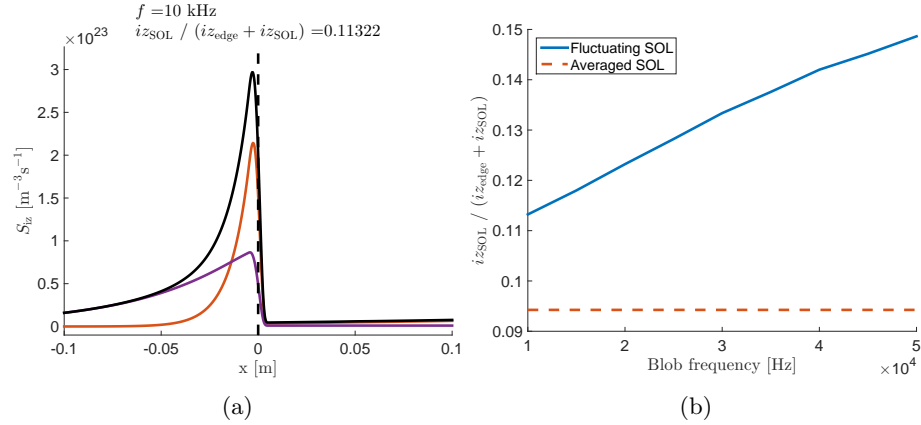 f =10 kHz
iz_SOL / (iz_edge + iz_SOL) =0.11322
×10^23
3
2.5
2
1.5
1
0.5
0
S_iz [m^-3 s^-1]
-0.1
-0.05
0
0.05
0.1
x [m]
(a)
0.15
0.14
0.13
0.12
0.11
0.1
0.09
iz_SOL / (iz_edge + iz_SOL)
Fluctuating SOL
Averaged SOL
1
2
3
4
5
Blob frequency [Hz]
×10^4
(b)